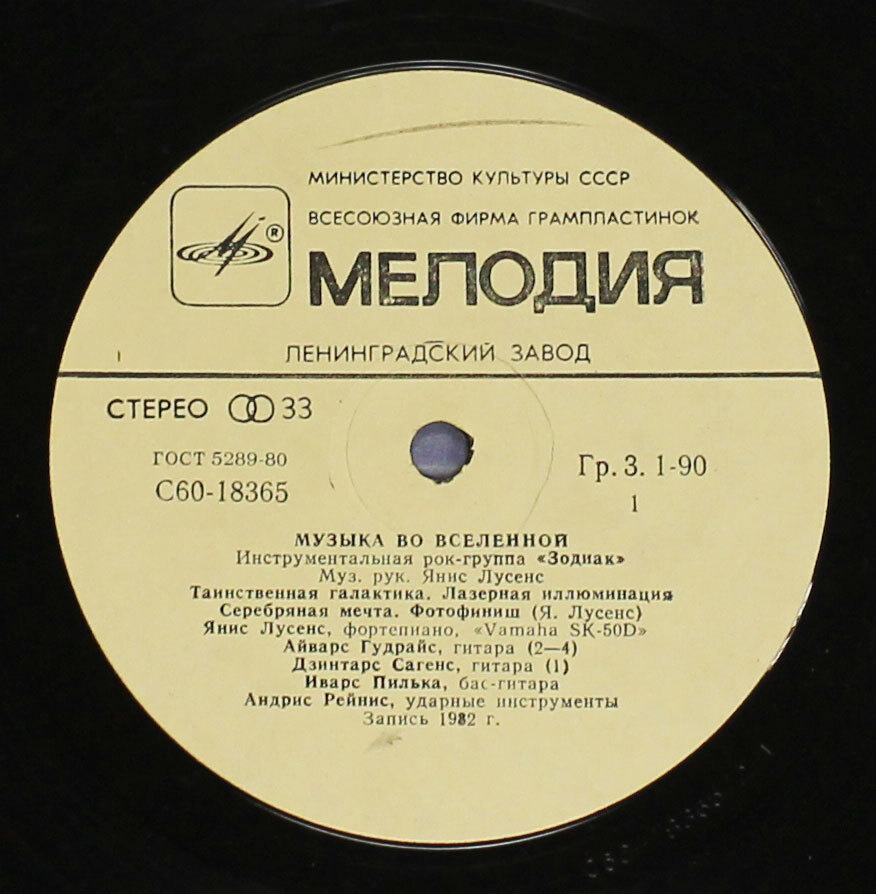 МИНИСТЕРСТВО КУЛЬТУРЫ СССР
ВСЕСОЮЗНАЯ ФИРМА ГРАМПЛАСТИНОК
®
МЕЛОДИЯ
ЛЕНИНГРАДСКИЙ ЗАВОД
СТЕРЕО 33
ГОСТ 5289-80
С60-18365
Гр. 3. 1-90
1
МУЗЫКА ВО ВСЕЛЕННОЙ
Инструментальная рок-группа «Зодиак»
Муз. рук. Янис Лусенс
Таинственная галактика. Лазерная иллюминация
Серебряная мечта. Фотофиниш (Я. Лусенс)
Янис Лусенс, фортепиано, «Vamaha SK-50D»
Айварс Гудрайс, гитара (2—4)
Дзинтарс Сагенс, гитара (1)
Иварс Пилька, бас-гитара
Андрис Рейнис, ударные инструменты
Запись 1982 г.